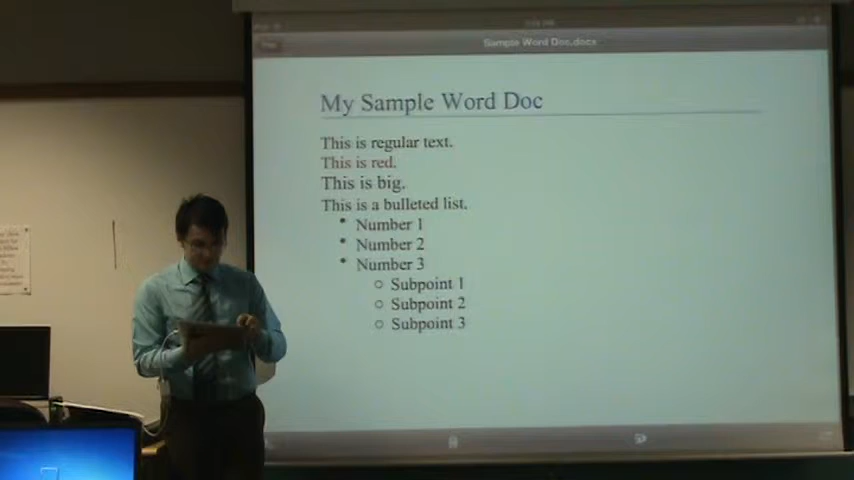 Sample Word Doc.docx
My Sample Word Doc
This is regular text.
This is red.
This is big.
This is a bulleted list.
• Number 1
• Number 2
• Number 3
○ Subpoint 1
○ Subpoint 2
○ Subpoint 3